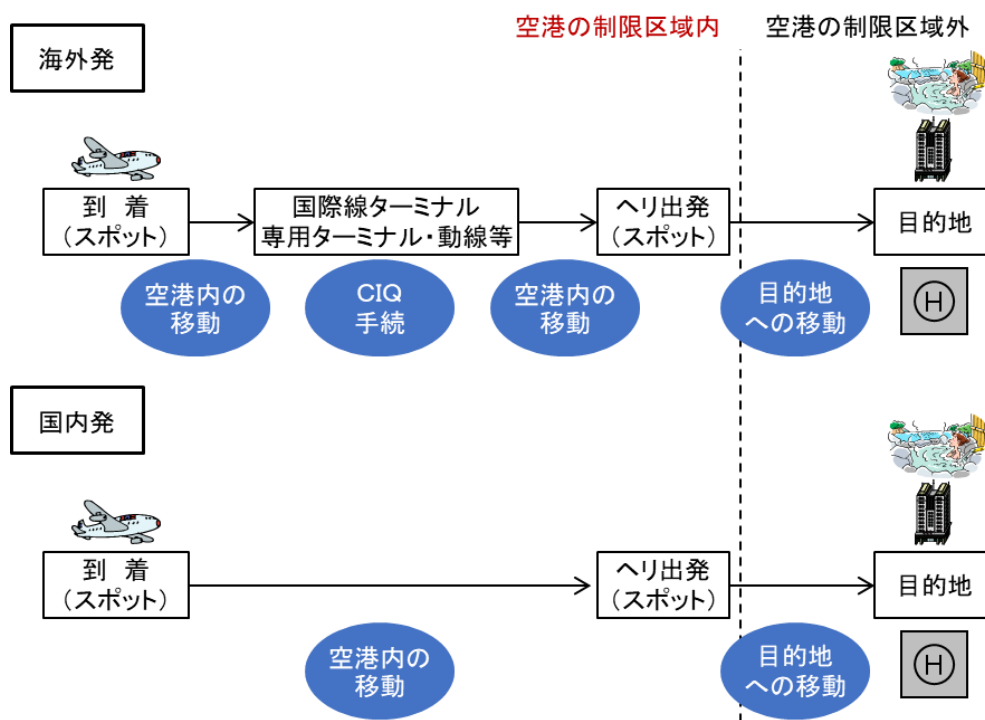 空港の制限区域内
空港の制限区域外
海外発
到 着
(スポット)
国際線ターミナル
専用ターミナル・動線等
ヘリ出発
(スポット)
目的地
空港内の
移動
CIQ
手続
空港内の
移動
目的地
への移動
H
国内発
到 着
(スポット)
ヘリ出発
(スポット)
目的地
空港内の
移動
目的地
への移動
H